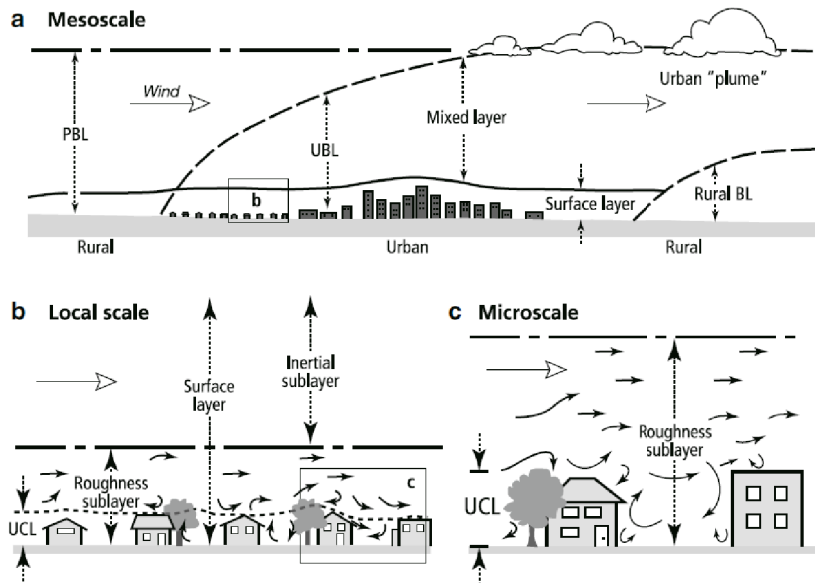 a Mesoscale
Wind
Urban "plume"
PBL
Mixed layer
UBL
b
Surface layer
Rural BL
Rural
Urban
Rural
b Local scale
Inertial
sublayer
Surface
layer
Roughness
sublayer
c
UCL
c Microscale
Roughness
sublayer
UCL